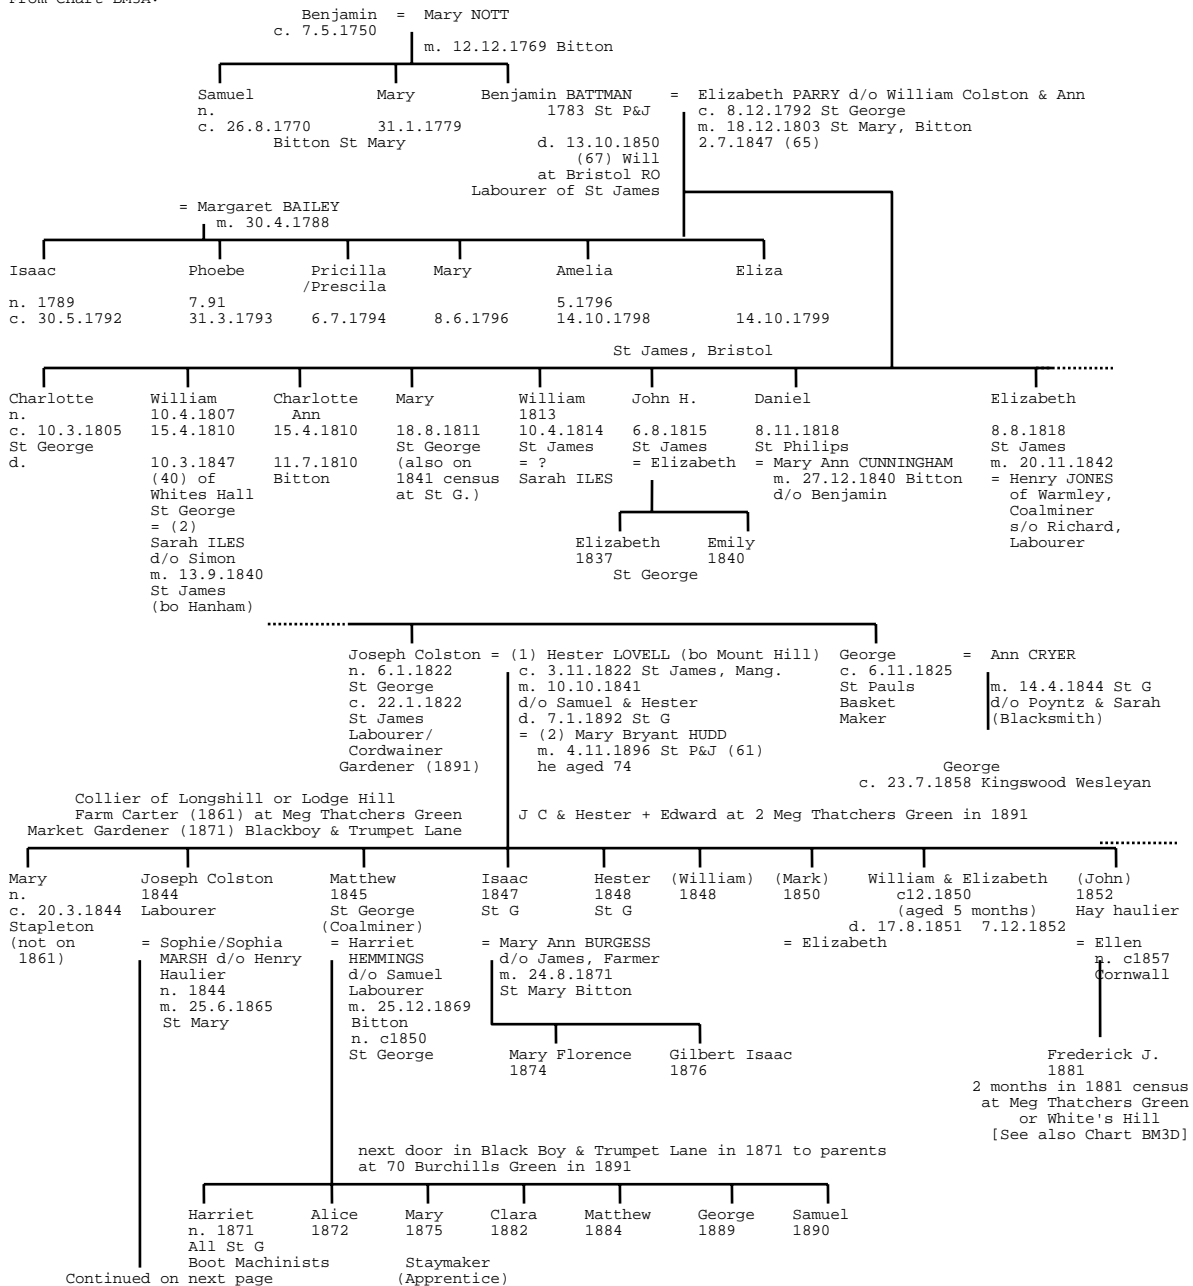 Benjamin = Mary NOTT
c. 7.5.1750
m. 12.12.1769 Bitton
Samuel Mary Benjamin BATTMAN = Elizabeth PARRY d/o William Colston & Ann
n. 1783 St P&J c. 8.12.1792 St George
c. 26.8.1770 31.1.1779 m. 18.12.1803 St Mary, Bitton
Bitton St Mary d. 13.10.1850 2.7.1847 (65)
(67) Will
at Bristol RO
Labourer of St James
= Margaret BAILEY
m. 30.4.1788
Isaac Phoebe Pricilla Mary Amelia Eliza
/Prescila
n. 1789 7.91 5.1796
c. 30.5.1792 31.3.1793 6.7.1794 8.6.1796 14.10.1798 14.10.1799
St James, Bristol
Charlotte William Charlotte Mary William John H. Daniel Elizabeth
n. 10.4.1807 Ann 1813
c. 10.3.1805 15.4.1810 15.4.1810 18.8.1811 10.4.1814 6.8.1815 8.11.1818 8.8.1818
St George St George St James St James St Philips St James
d. 10.3.1847 11.7.1810 (also on = ? = Elizabeth = Mary Ann CUNNINGHAM m. 20.11.1842
(40) of Bitton 1841 census Sarah ILES m. 27.12.1840 Bitton = Henry JONES
Whites Hall at St G.) d/o Benjamin of Warmley,
St George Coalminer
= (2) s/o Richard,
Sarah ILES Elizabeth Emily Labourer
d/o Simon 1837 1840
m. 13.9.1840 St George
St James
(bo Hanham)
Joseph Colston = (1) Hester LOVELL (bo Mount Hill) George = Ann CRYER
n. 6.1.1822 c. 3.11.1822 St James, Mang. c. 6.11.1825
St George m. 10.10.1841 St Pauls m. 14.4.1844 St G
c. 22.1.1822 d/o Samuel & Hester Basket d/o Poyntz & Sarah
St James d. 7.1.1892 St G Maker (Blacksmith)
Labourer/ = (2) Mary Bryant HUDD
Cordwainer m. 4.11.1896 St P&J (61)
Gardener (1891) he aged 74 George
c. 23.7.1858 Kingswood Wesleyan
Collier of Longshill or Lodge Hill
Farm Carter (1861) at Meg Thatchers Green J C & Hester + Edward at 2 Meg Thatchers Green in 1891
Market Gardener (1871) Blackboy & Trumpet Lane
Mary Joseph Colston Matthew Isaac Hester (William) (Mark) William & Elizabeth (John)
n. 1844 1845 1847 1848 1848 1850 c12.1850 1852
c. 20.3.1844 Labourer St George St G St G (aged 5 months) Hay haulier
Stapleton (Coalminer) d. 17.8.1851 7.12.1852
(not on = Sophie/Sophia = Harriet = Mary Ann BURGESS = Elizabeth = Ellen
1861) MARSH d/o Henry HEMMINGS d/o James, Farmer n. c1857
Haulier d/o Samuel m. 24.8.1871 Cornwall
n. 1844 Labourer St Mary Bitton
m. 25.6.1865 m. 25.12.1869
St Mary Bitton
n. c1850
St George Mary Florence Gilbert Isaac Frederick J.
1874 1876 1881
2 months in 1881 census
at Meg Thatchers Green
or White's Hill
[See also Chart BM3D]
next door in Black Boy & Trumpet Lane in 1871 to parents
at 70 Burchills Green in 1891
Harriet Alice Mary Clara Matthew George Samuel
n. 1871 1872 1875 1882 1884 1889 1890
All St G
Boot Machinists Staymaker
Continued on next page (Apprentice)